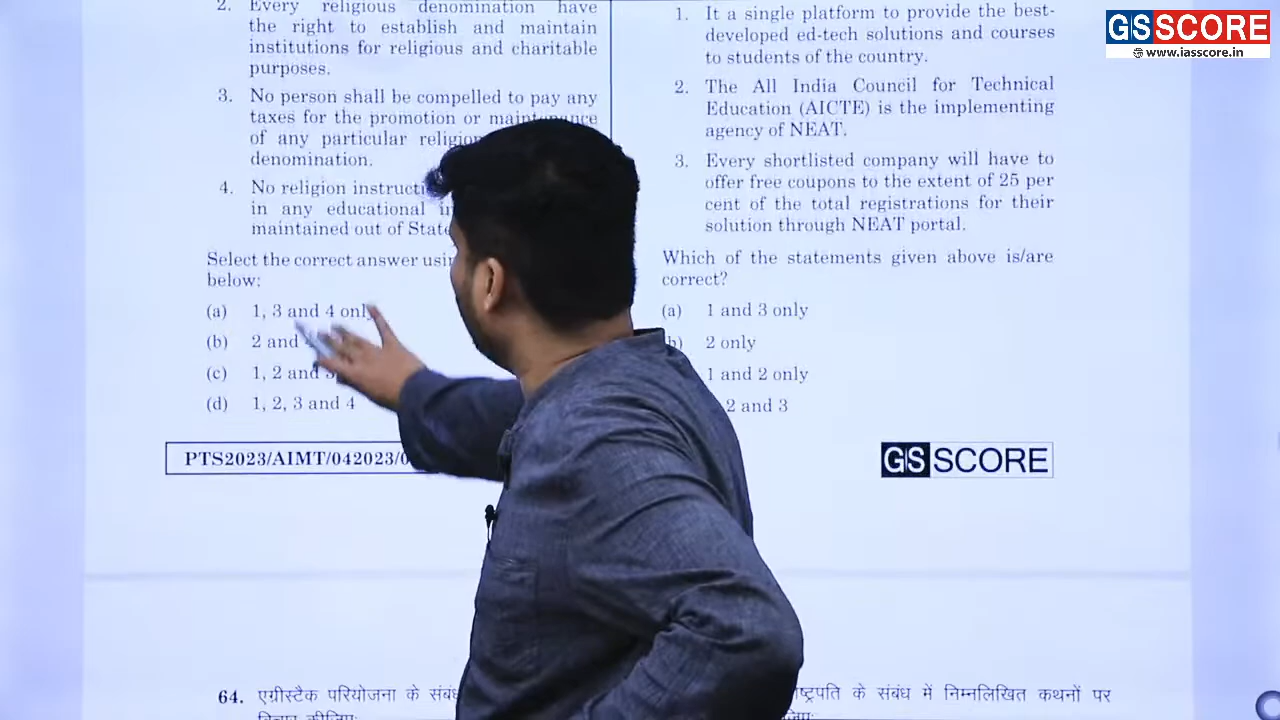 2. Every religious denomination have
the right to establish and maintain
institutions for religious and charitable
purposes.
3. No person shall be compelled to pay any
taxes for the promotion or maintenance
of any particular religion
denomination.
4. No religion
in any educational
maintained out of State
Select the correct answer
below:
(a) 1, 3 and 4 only
(b) 2 and
(c) 1, 2 and
(d) 1, 2, 3 and 4
PTS2023/AIMT/042023/
1. It a single platform to provide the best-
developed ed-tech solutions and courses
to students of the country.
2. The All India Council for Technical
Education (AICTE) is the implementing
agency of NEAT.
3. Every shortlisted company will have to
offer free coupons to the extent of 25 per
cent of the total registrations for their
solution through NEAT portal.
Which of the statements given above is/are
correct?
(a) 1 and 3 only
2 only
1 and 2 only
2 and 3
GS SCORE
64. एग्रीस्टैक परियोजना के
के संबंध में निम्नलिखित कथनों पर
GSSCORE
www.iasscore.in